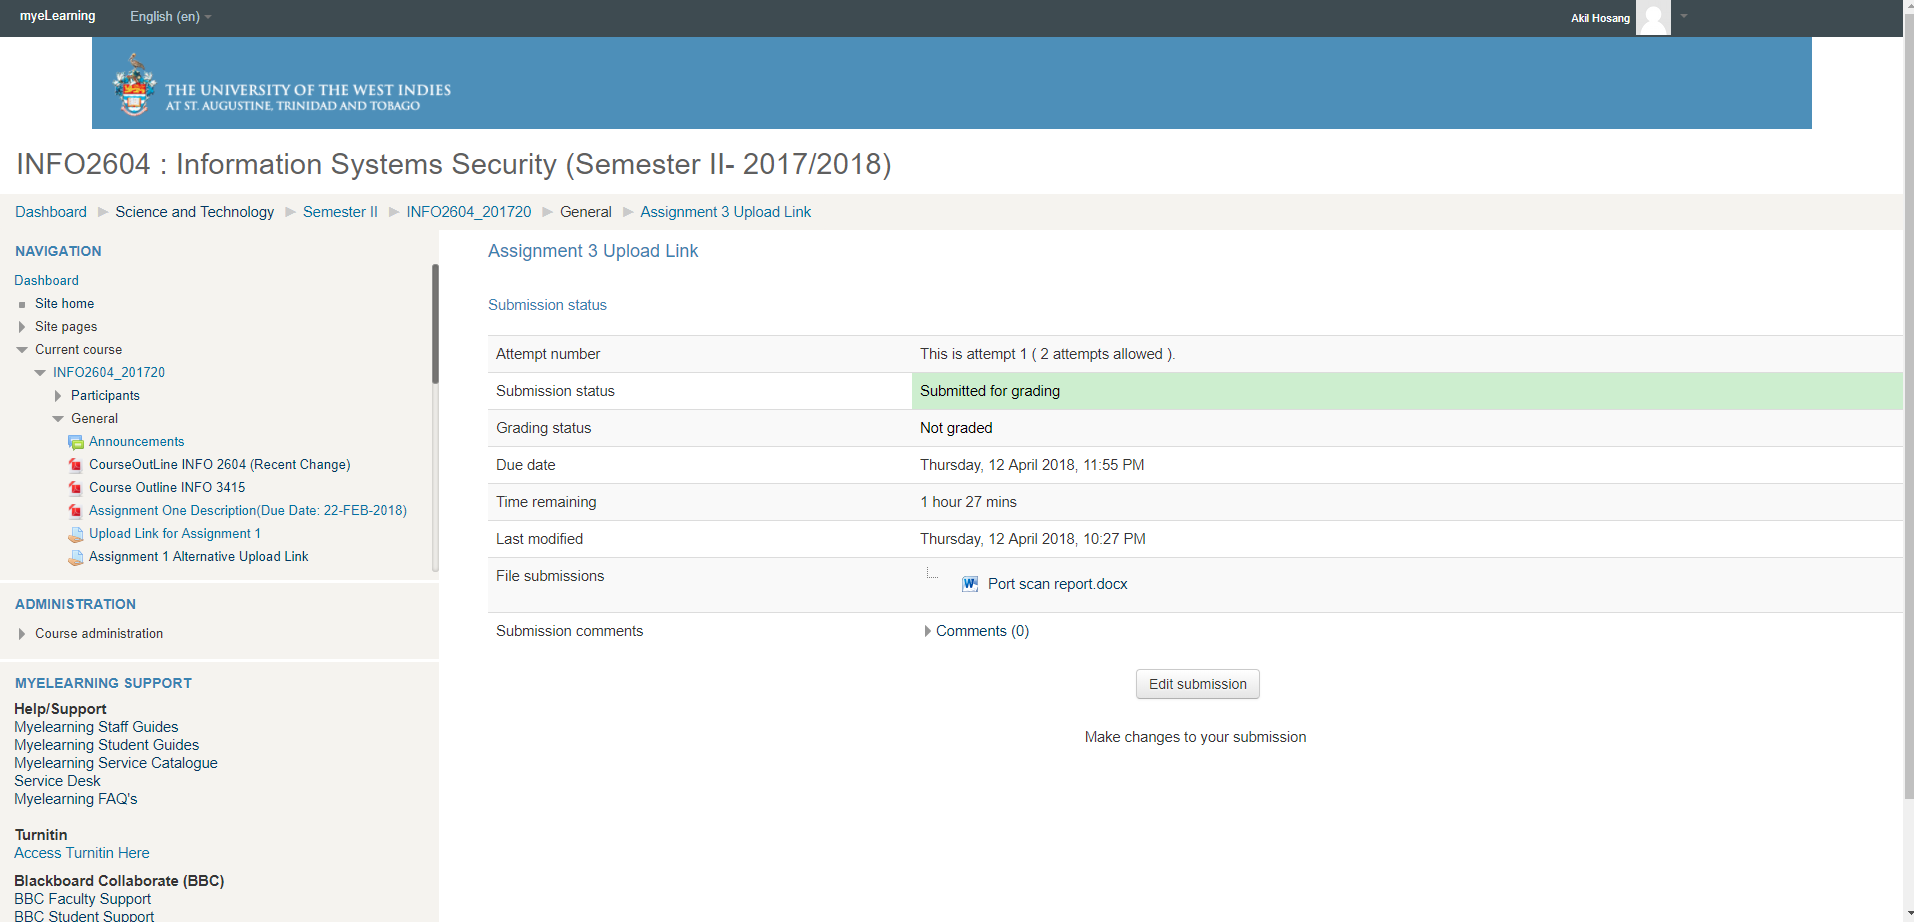 myeLearning English (en)
Akil Hosang
THE UNIVERSITY OF THE WEST INDIES
AT ST. AUGUSTINE, TRINIDAD AND TOBAGO
INFO2604 : Information Systems Security (Semester II- 2017/2018)
Dashboard Science and Technology Semester II INFO2604_201720 General Assignment 3 Upload Link
NAVIGATION
Dashboard
Site home
Site pages
Current course
INFO2604_201720
Participants
General
Announcements
CourseOutLine INFO 2604 (Recent Change)
Course Outline INFO 3415
Assignment One Description(Due Date: 22-FEB-2018)
Upload Link for Assignment 1
Assignment 1 Alternative Upload Link
ADMINISTRATION
Course administration
MYELEARNING SUPPORT
Help/Support
Myelearning Staff Guides
Myelearning Student Guides
Myelearning Service Catalogue
Service Desk
Myelearning FAQ's
Turnitin
Access Turnitin Here
Blackboard Collaborate (BBC)
BBC Faculty Support
BBC Student Support
Assignment 3 Upload Link
Submission status
Attempt number This is attempt 1 ( 2 attempts allowed ).
Submission status Submitted for grading
Grading status Not graded
Due date Thursday, 12 April 2018, 11:55 PM
Time remaining 1 hour 27 mins
Last modified Thursday, 12 April 2018, 10:27 PM
File submissions Port scan report.docx
Submission comments Comments (0)
Edit submission
Make changes to your submission